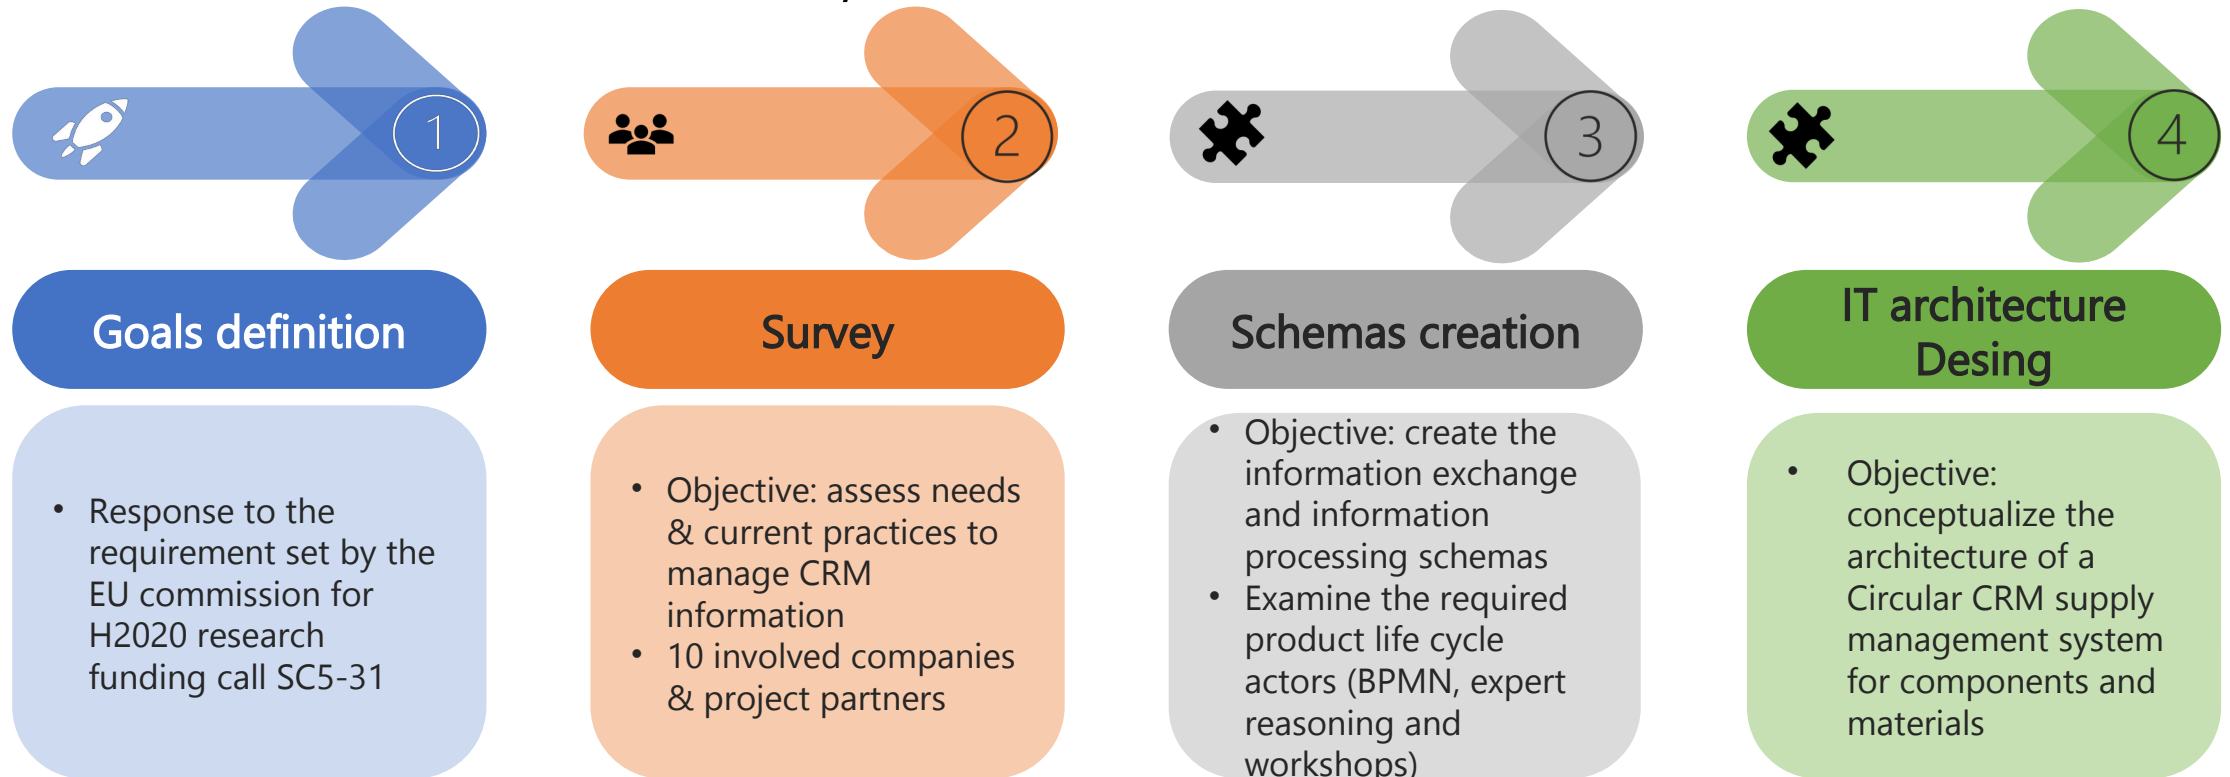 1
2
3
4
Goals definition
Survey
Schemas creation
IT architecture
Desing
• Response to the
requirement set by the
EU commission for
H2020 research
funding call SC5-31
• Objective: assess needs
& current practices to
manage CRM
information
• 10 involved companies
& project partners
• Objective: create the
information exchange
and information
processing schemas
• Examine the required
product life cycle
actors (BPMN, expert
reasoning and
workshops)
• Objective:
conceptualize the
architecture of a
Circular CRM supply
management system
for components and
materials